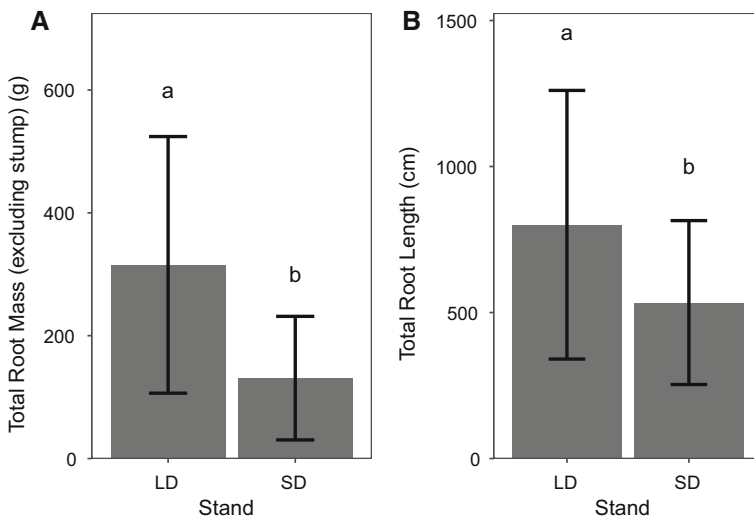 A
Total Root Mass (excluding stump) (g)
600
400
200
0
a
b
LD
SD
Stand
B
Total Root Length (cm)
1500
1000
500
0
a
b
LD
SD
Stand